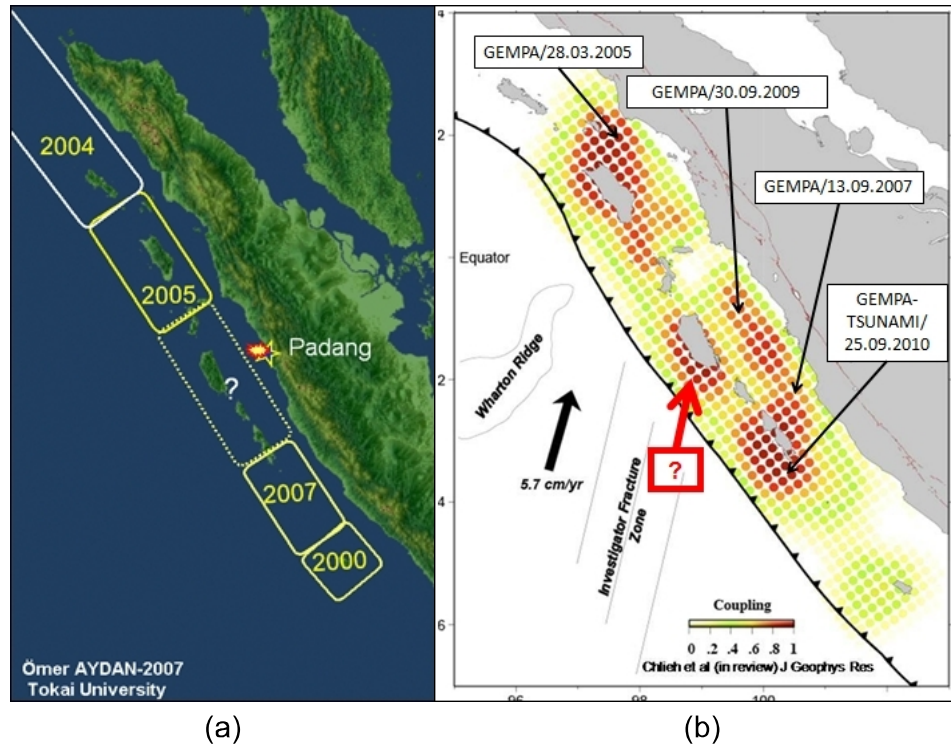 2004
2005
Padang
?
2007
2000
Ömer AYDAN-2007
Tokai University
(a)
4
GEMPA/28.03.2005
GEMPA/30.09.2009
2
GEMPA/13.09.2007
Equator
GEMPA-
TSUNAMI/
25.09.2010
Wharton Ridge
2
?
5.7 cm/yr
4
Investigator Fracture
Zone
Coupling
0 .2 .4 .6 .8 1
6
Chlieh et al (in review) J Geophys Res
96 98 100
(b)